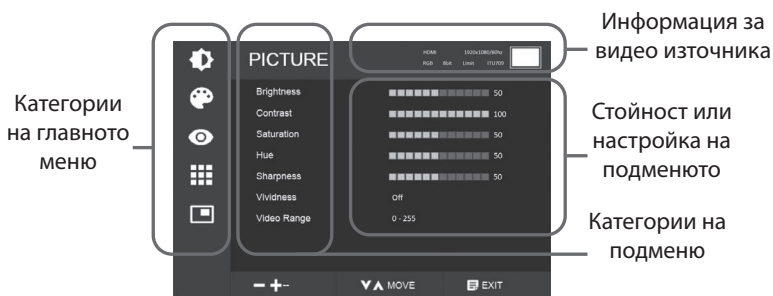 Информация за
видео източника
Категории
на главното
меню
PICTURE
HDMI 1920x1080/60Hz
RGB 8bit Limit ITU709
Brightness 50
Contrast 100
Saturation 50
Hue 50
Sharpness 50
Vividness Off
Video Range 0 - 255
Стойност или
настройка на
подменюто
Категории на
подменю
MOVE
EXIT